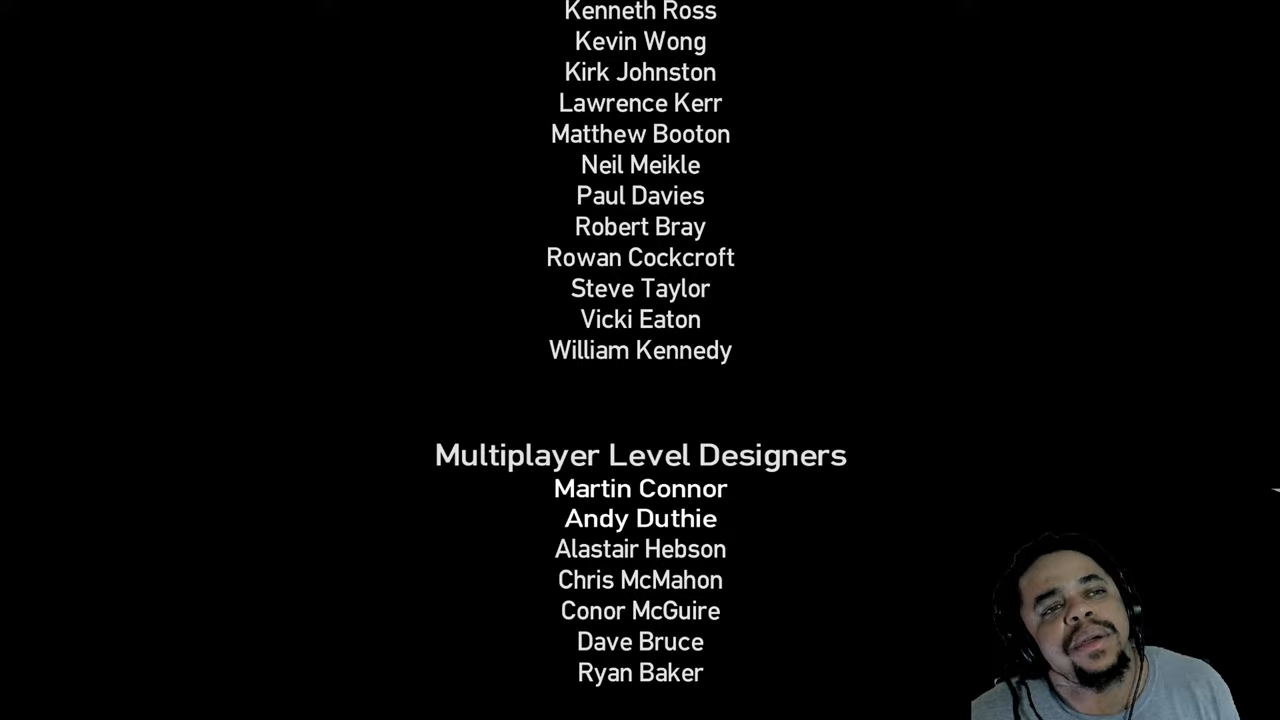 Kenneth Ross
Kevin Wong
Kirk Johnston
Lawrence Kerr
Matthew Booton
Neil Meikle
Paul Davies
Robert Bray
Rowan Cockcroft
Steve Taylor
Vicki Eaton
William Kennedy
Multiplayer Level Designers
Martin Connor
Andy Duthie
Alastair Hebson
Chris McMahon
Conor McGuire
Dave Bruce
Ryan Baker